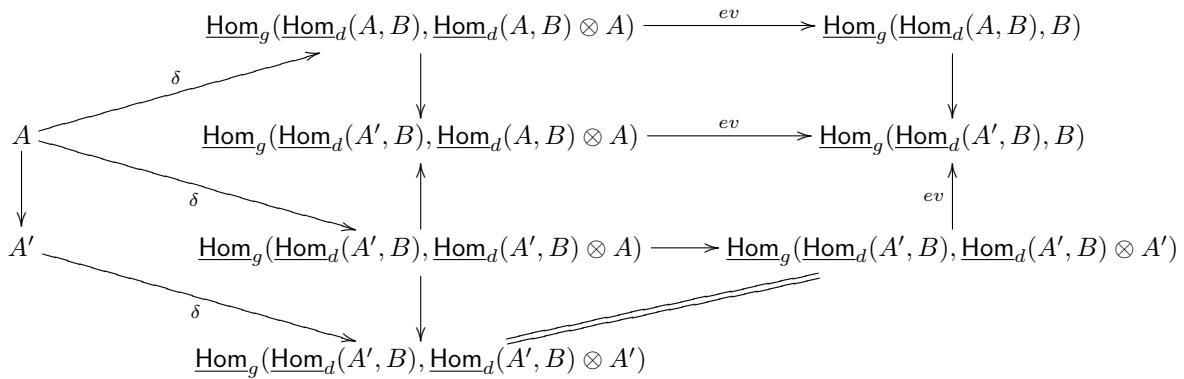 Hom_g(Hom_d(A, B), Hom_d(A, B) ⊗ A) ev Hom_g(Hom_d(A, B), B)
δ
A Hom_g(Hom_d(A′, B), Hom_d(A, B) ⊗ A) ev Hom_g(Hom_d(A′, B), B)
δ ev
A′ Hom_g(Hom_d(A′, B), Hom_d(A′, B) ⊗ A) Hom_g(Hom_d(A′, B), Hom_d(A′, B) ⊗ A′)
δ
Hom_g(Hom_d(A′, B), Hom_d(A′, B) ⊗ A′)